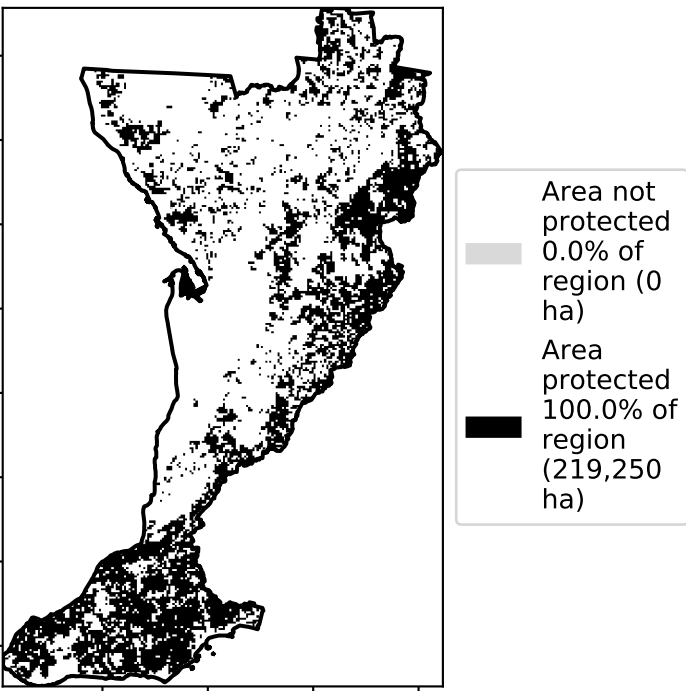 Area not
protected
0.0% of
region (0
ha)
Area
protected
100.0% of
region
(219,250
ha)